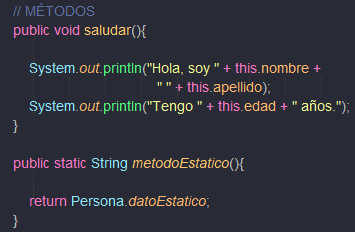 // MÉTODOS
public void saludar(){
System.out.println("Hola, soy " + this.nombre +
" " + this.apellido);
System.out.println("Tengo " + this.edad + " años.");
}
public static String metodoEstatico(){
return Persona.datoEstatico;
}